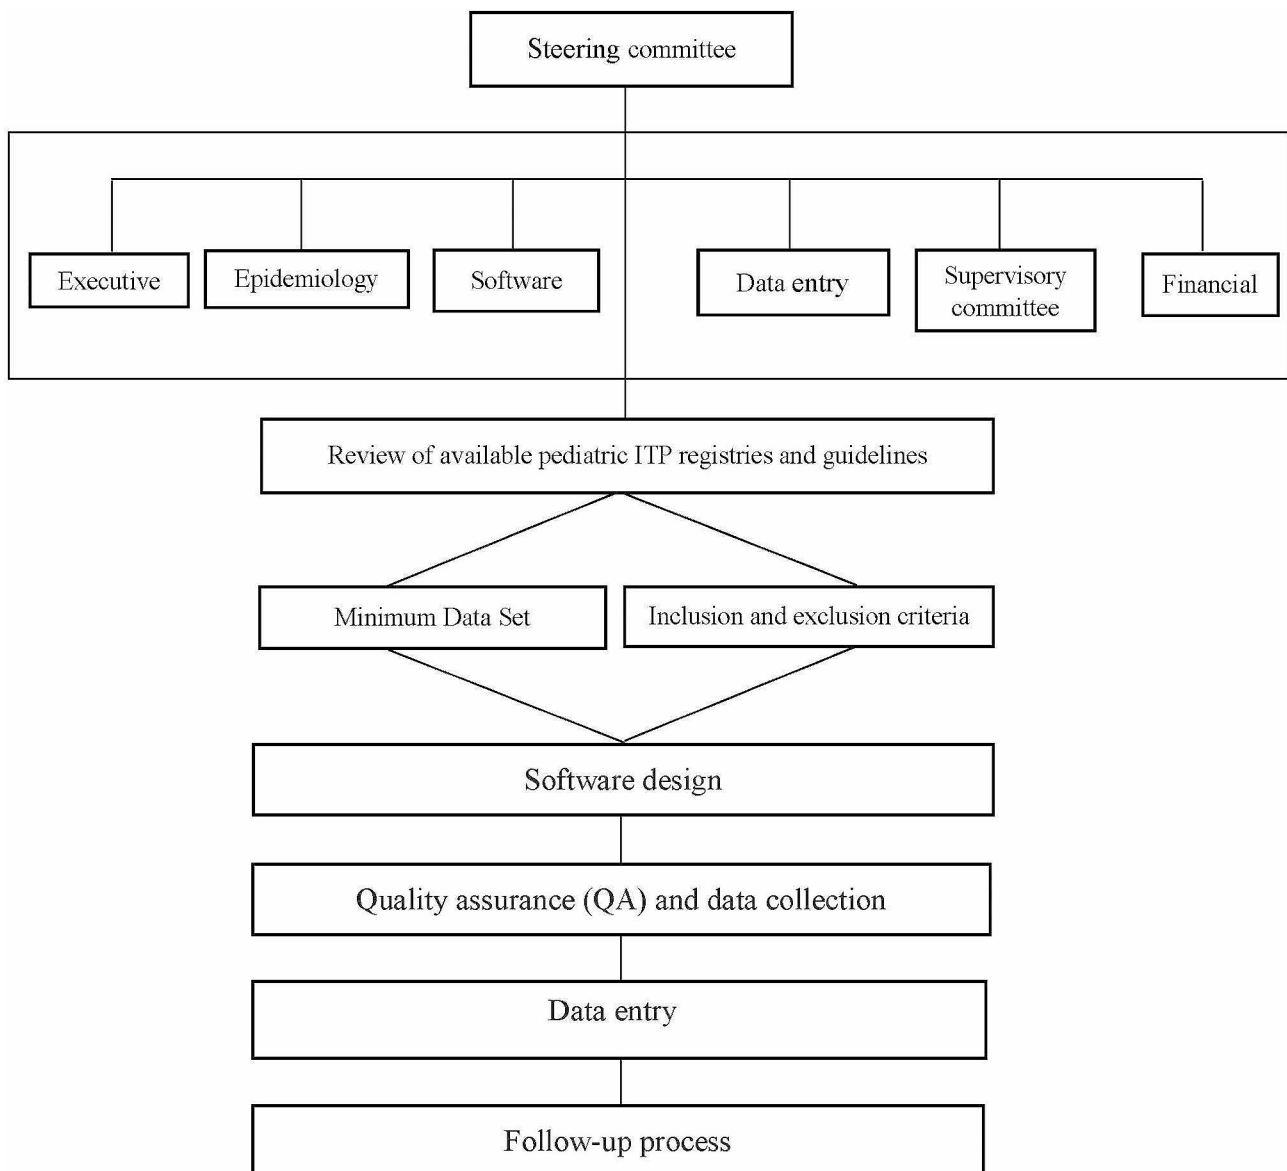 Steering committee
Executive
Epidemiology
Software
Data entry
Supervisory
committee
Financial
Review of available pediatric ITP registries and guidelines
Minimum Data Set
Inclusion and exclusion criteria
Software design
Quality assurance (QA) and data collection
Data entry
Follow-up process